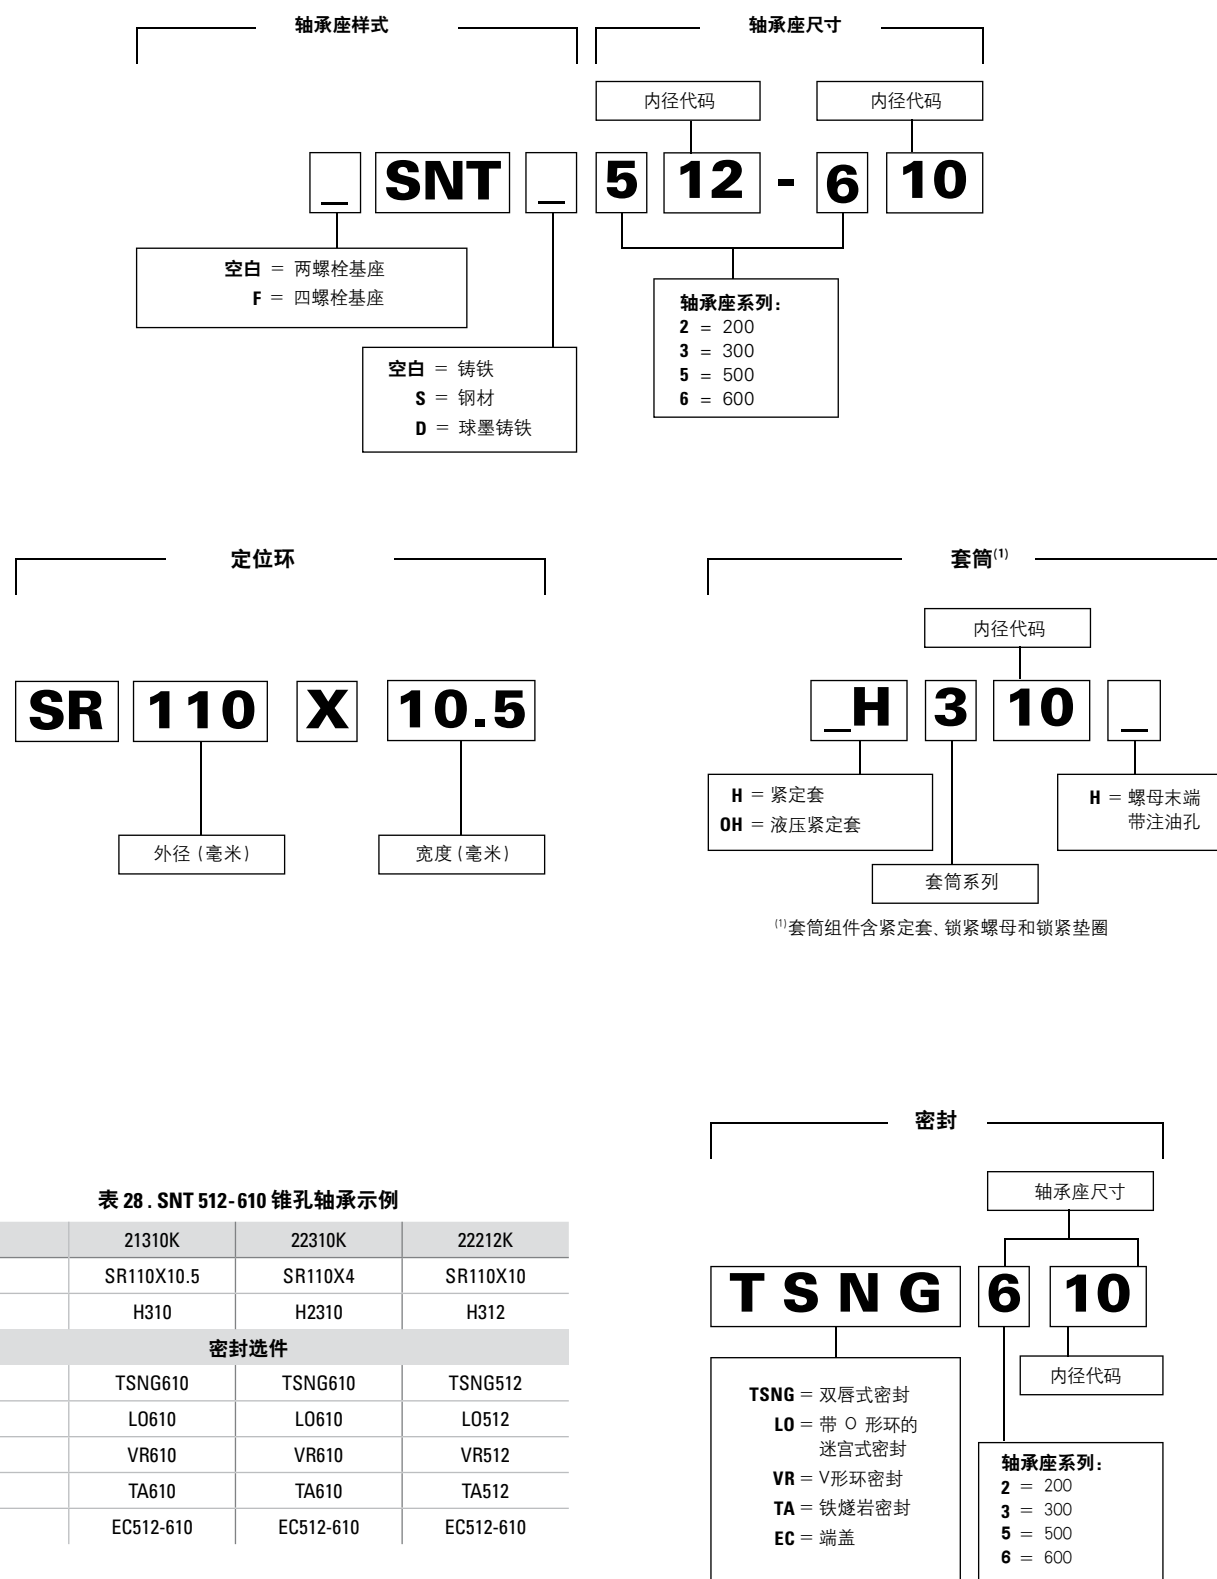 轴承座样式
轴承座尺寸
内径代码
内径代码
_ SNT _ 5 12 - 6 10
空白 = 两螺栓基座
F = 四螺栓基座
空白 = 铸铁
S = 钢材
D = 球墨铸铁
轴承座系列:
2 = 200
3 = 300
5 = 500
6 = 600
定位环
SR 110 X 10.5
外径 (毫米)
宽度 (毫米)
套筒(1)
内径代码
_H 3 10 _
H = 紧定套
OH = 液压紧定套
H = 螺母末端
带注油孔
套筒系列
(1)套筒组件含紧定套、锁紧螺母和锁紧垫圈
表 28 . SNT 512-610 锥孔轴承示例
21310K 22310K 22212K
SR110X10.5 SR110X4 SR110X10
H310 H2310 H312
密封选件
TSNG610 TSNG610 TSNG512
LO610 LO610 LO512
VR610 VR610 VR512
TA610 TA610 TA512
EC512-610 EC512-610 EC512-610
密封
轴承座尺寸
TSNG 6 10
内径代码
TSNG = 双唇式密封
LO = 带 O 形环的
迷宫式密封
VR = V形环密封
TA = 铁燧岩密封
EC = 端盖
轴承座系列:
2 = 200
3 = 300
5 = 500
6 = 600